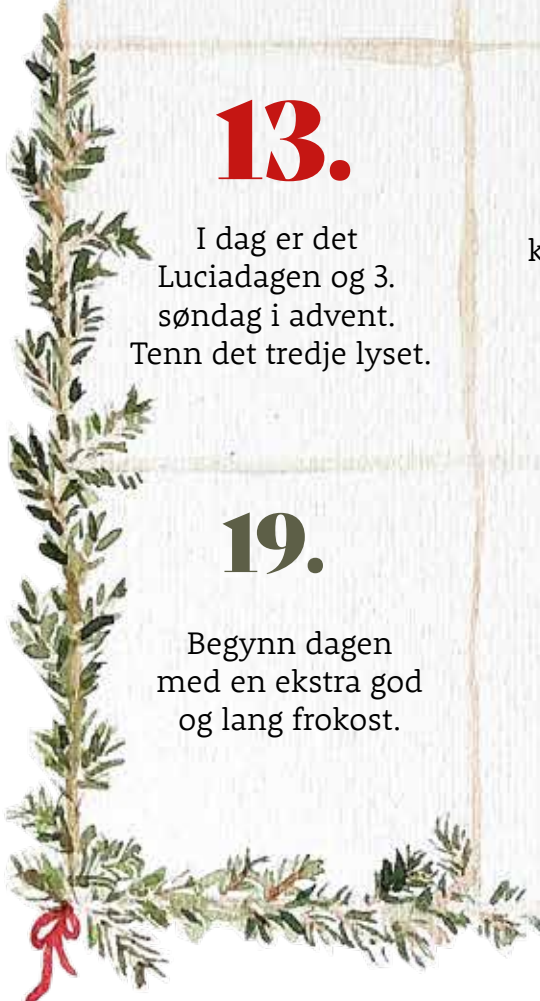 13.
I dag er det
Luciadagen og 3.
søndag i advent.
Tenn det tredje lyset.
19.
Begynn dagen
med en ekstra god
og lang frokost.